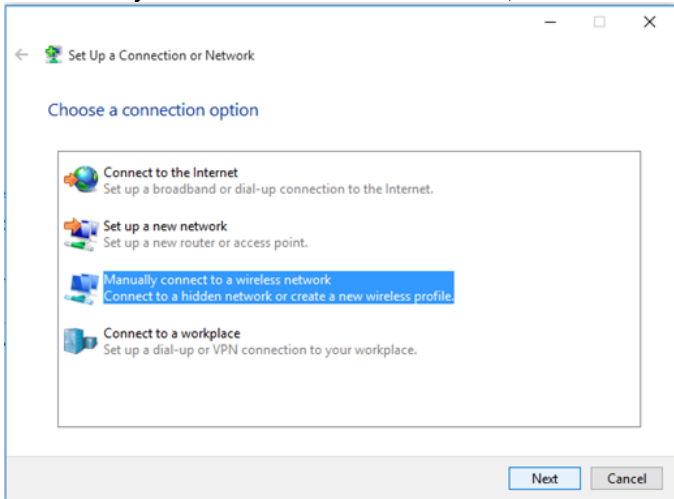 Set Up a Connection or Network
Choose a connection option
Connect to the Internet
Set up a broadband or dial-up connection to the Internet.
Set up a new network
Set up a new router or access point.
Manually connect to a wireless network
Connect to a hidden network or create a new wireless profile.
Connect to a workplace
Set up a dial-up or VPN connection to your workplace.
Next Cancel